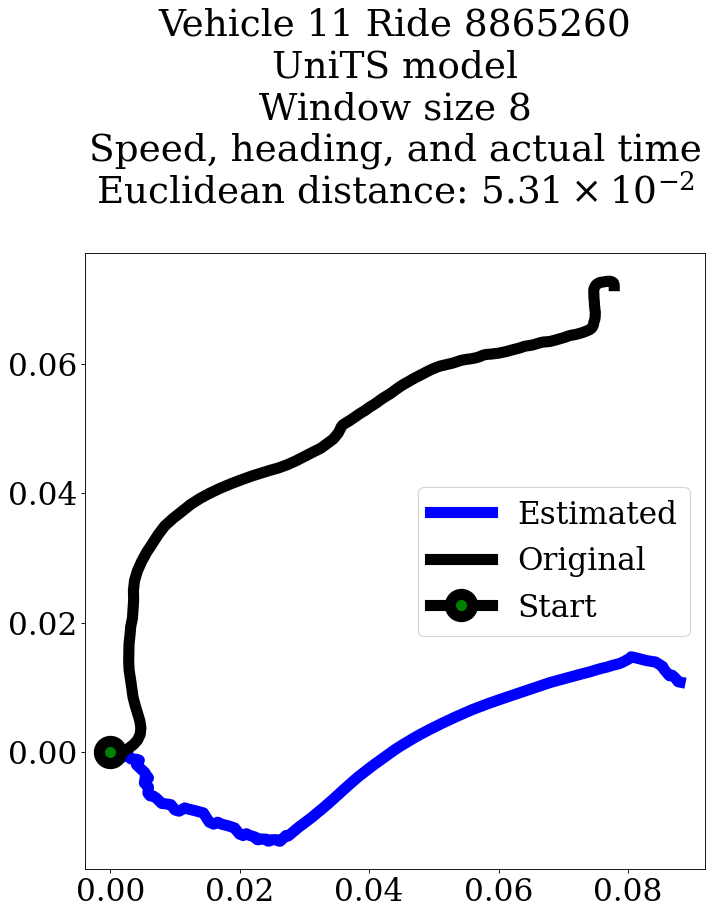 Vehicle 11 Ride 8865260
UniTS model
Window size 8
Speed, heading, and actual time
Euclidean distance: 5.31 × 10⁻²
0.06
0.04
0.02
0.00
Estimated
Original
Start
0.00 0.02 0.04 0.06 0.08